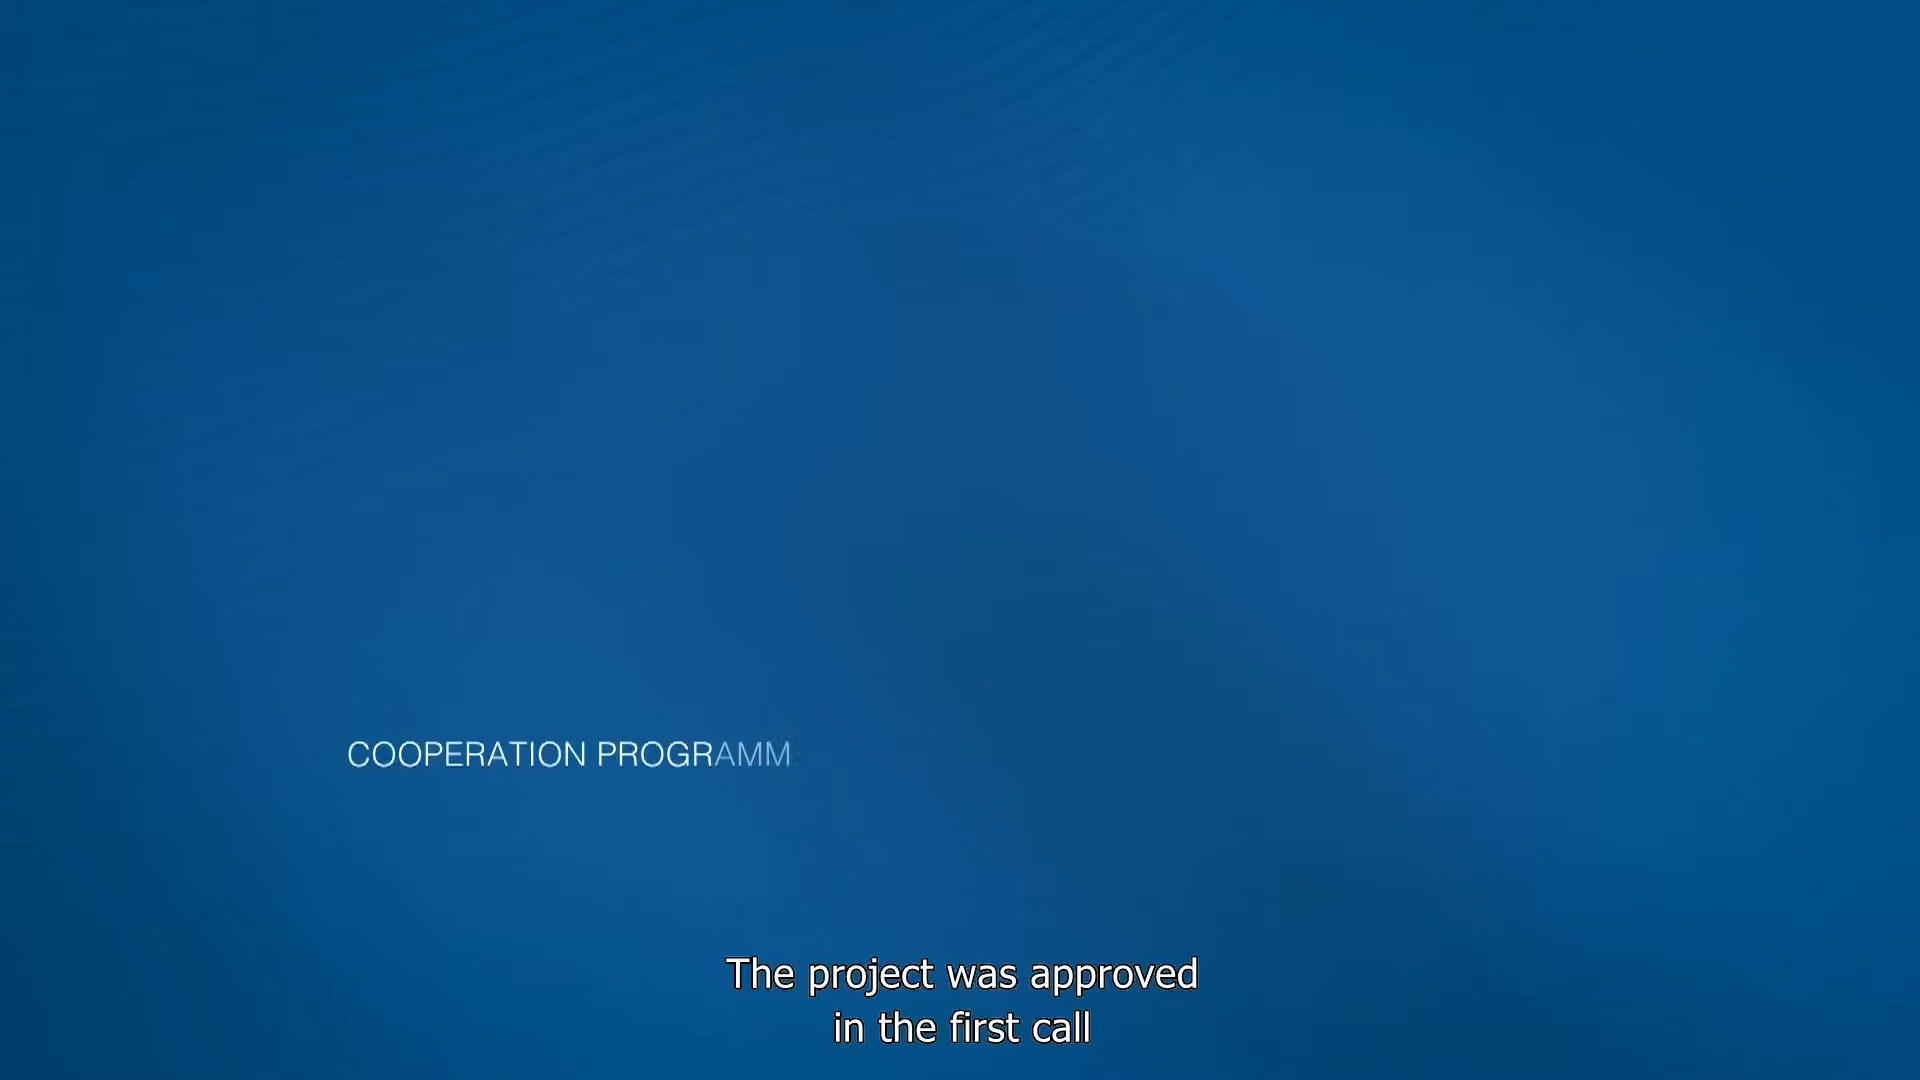 COOPERATION PROGRAMM
The project was approved
in the first call